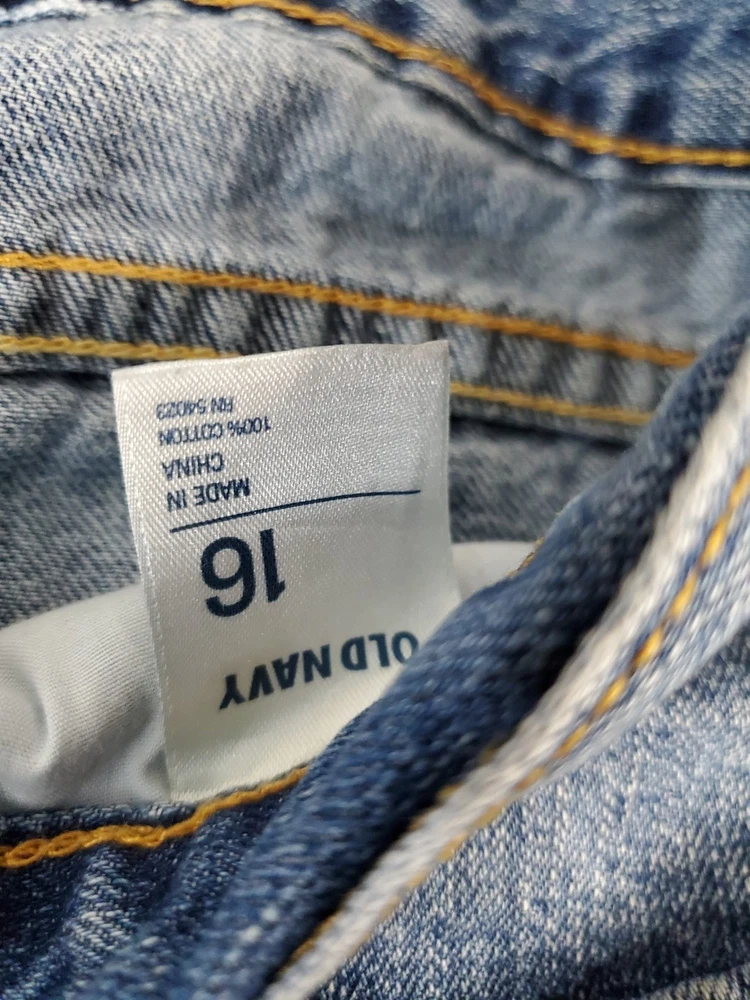 OLD NAVY
16
MADE IN
CHINA
100% COTTON
RN 54023